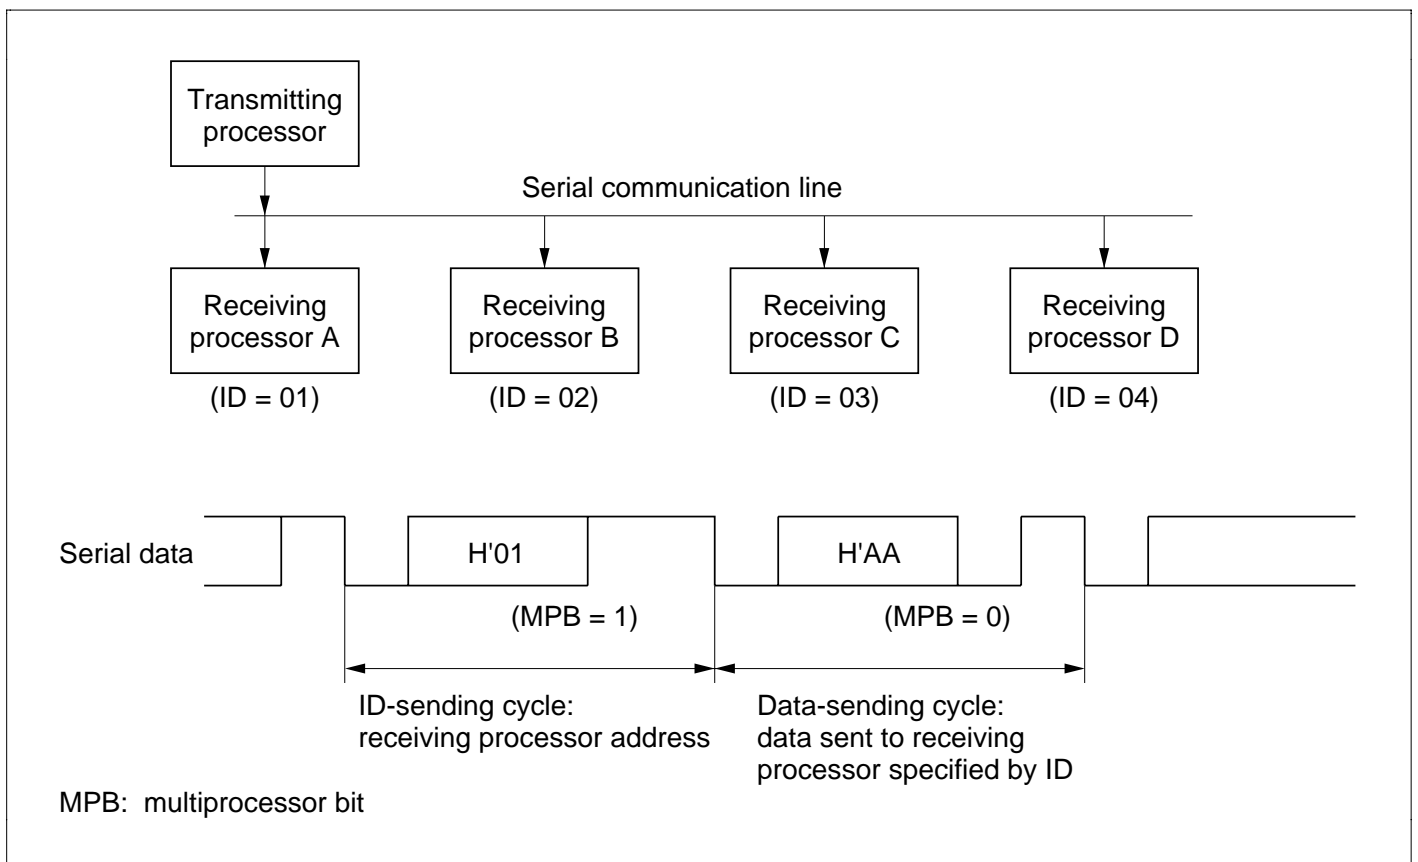 Transmitting
processor
Serial communication line
Receiving
processor A
Receiving
processor B
Receiving
processor C
Receiving
processor D
(ID = 01)
(ID = 02)
(ID = 03)
(ID = 04)
Serial data
H'01
H'AA
(MPB = 1)
(MPB = 0)
ID-sending cycle:
receiving processor address
Data-sending cycle:
data sent to receiving
processor specified by ID
MPB: multiprocessor bit